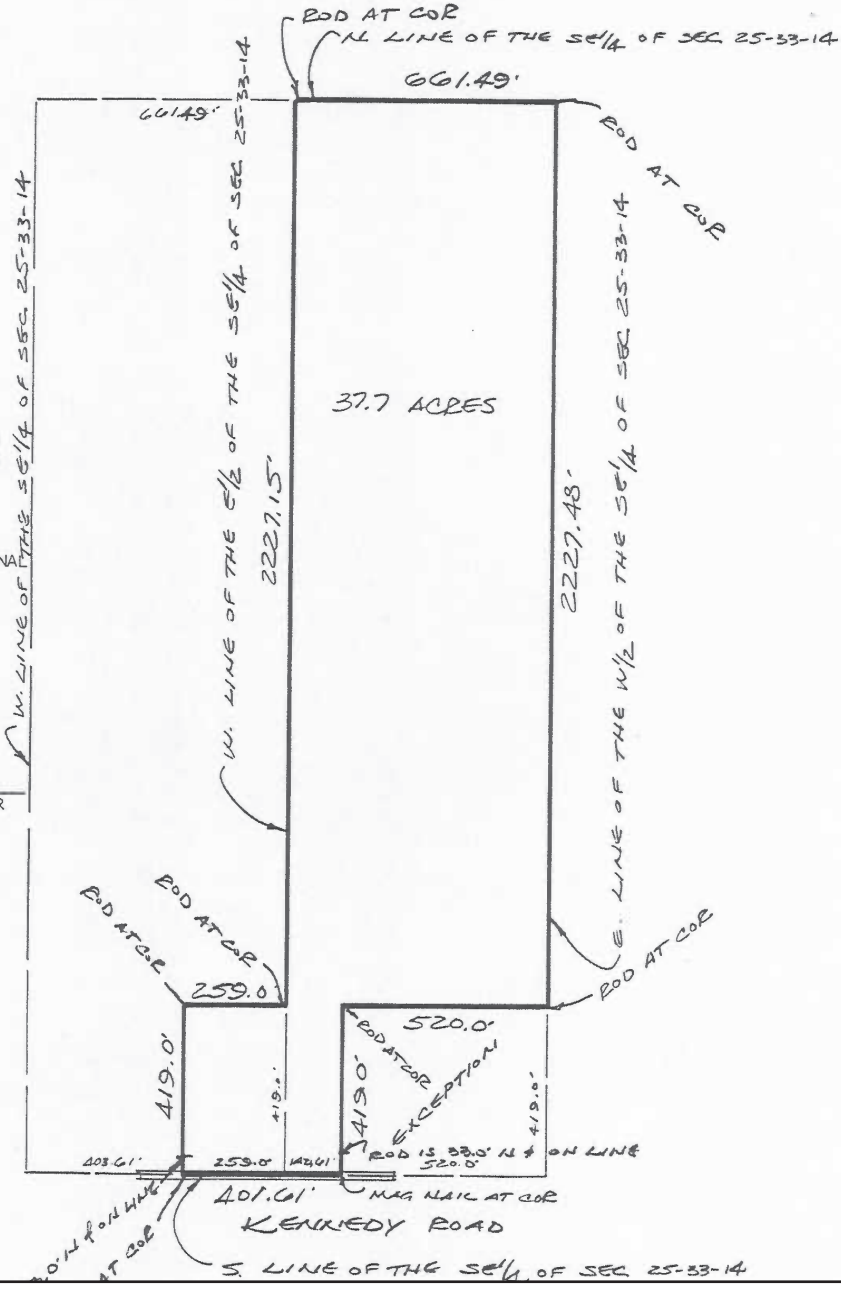 ROD AT COR
N LINE OF THE SE1/4 OF SEC 25-33-14
661.49'
661.49'
ROD AT COR
W. LINE OF THE SE1/4 OF SEC 25-33-14
W. LINE OF THE E1/2 OF THE SE1/4 OF SEC 25-33-14
37.7 ACRES
2227.15'
2227.48'
E. LINE OF THE W1/2 OF THE SE1/4 OF SEC 25-33-14
ROD AT COR
ROD AT COR
259.0'
ROD AT COR
520.0'
ROD AT COR
EXCEPTION
419.0'
419.0'
419.0'
419.0'
ROD IS 33.0' N & ON LINE
403.61'
259.0'
142.61'
520.0'
401.61'
MAG NAIL AT COR
KENNEDY ROAD
N & ON LINE
AT COR
S. LINE OF THE SE1/4 OF SEC 25-33-14